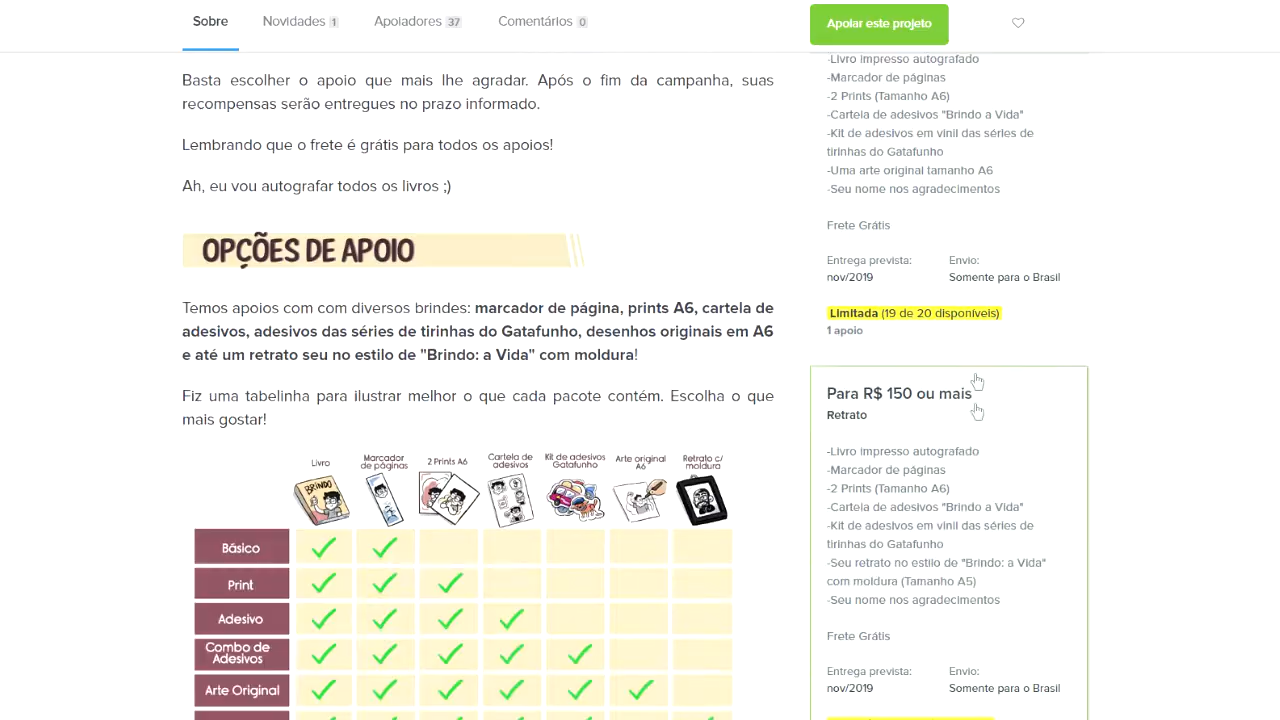 Sobre
Novidades 1
Apoiadores 37
Comentários 0
Apoiar este projeto
Basta escolher o apoio que mais lhe agradar. Após o fim da campanha, suas
recompensas serão entregues no prazo informado.
Lembrando que o frete é grátis para todos os apoios!
Ah, eu vou autografar todos os livros ;)
OPÇÕES DE APOIO
Temos apoios com com diversos brindes: marcador de página, prints A6, cartela de
adesivos, adesivos das séries de tirinhas do Gatafunho, desenhos originais em A6
e até um retrato seu no estilo de "Brindo: a Vida" com moldura!
Fiz uma tabelinha para ilustrar melhor o que cada pacote contém. Escolha o que
mais gostar!
Livro
Marcador
de páginas
2 Prints A6
Cartela de
adesivos
Kit de adesivos
Gatafunho
Arte original
A6
Retrato c/
moldura
BRINDO
Básico
Print
Adesivo
Combo de
Adesivos
Arte Original
-Livro impresso autografado
-Marcador de páginas
-2 Prints (Tamanho A6)
-Cartela de adesivos "Brindo a Vida"
-Kit de adesivos em vinil das séries de
tirinhas do Gatafunho
-Uma arte original tamanho A6
-Seu nome nos agradecimentos
Frete Grátis
Entrega prevista:
nov/2019
Envio:
Somente para o Brasil
Limitada (19 de 20 disponíveis)
1 apoio
Para R$ 150 ou mais
Retrato
-Livro impresso autografado
-Marcador de páginas
-2 Prints (Tamanho A6)
-Cartela de adesivos "Brindo a Vida"
-Kit de adesivos em vinil das séries de
tirinhas do Gatafunho
-Seu retrato no estilo de "Brindo: a Vida"
com moldura (Tamanho A5)
-Seu nome nos agradecimentos
Frete Grátis
Entrega prevista:
nov/2019
Envio:
Somente para o Brasil